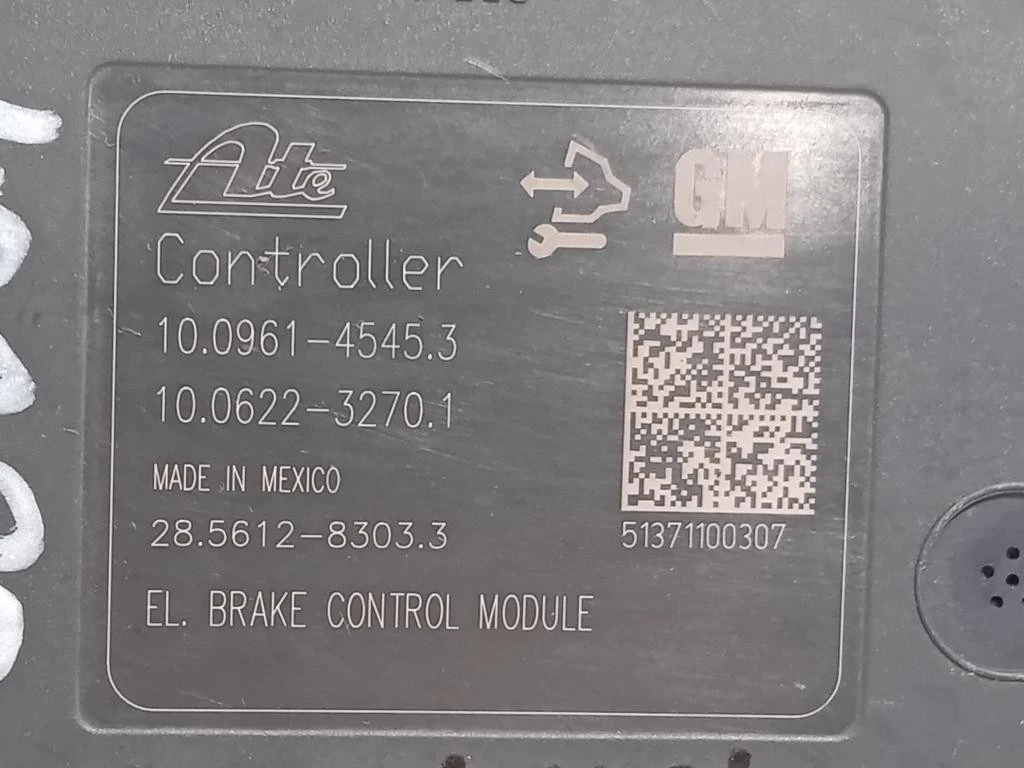 Ate
GM
Controller
10.0961-4545.3
10.0622-3270.1
MADE IN MEXICO
28.5612-8303.3
51371100307
EL. BRAKE CONTROL MODULE